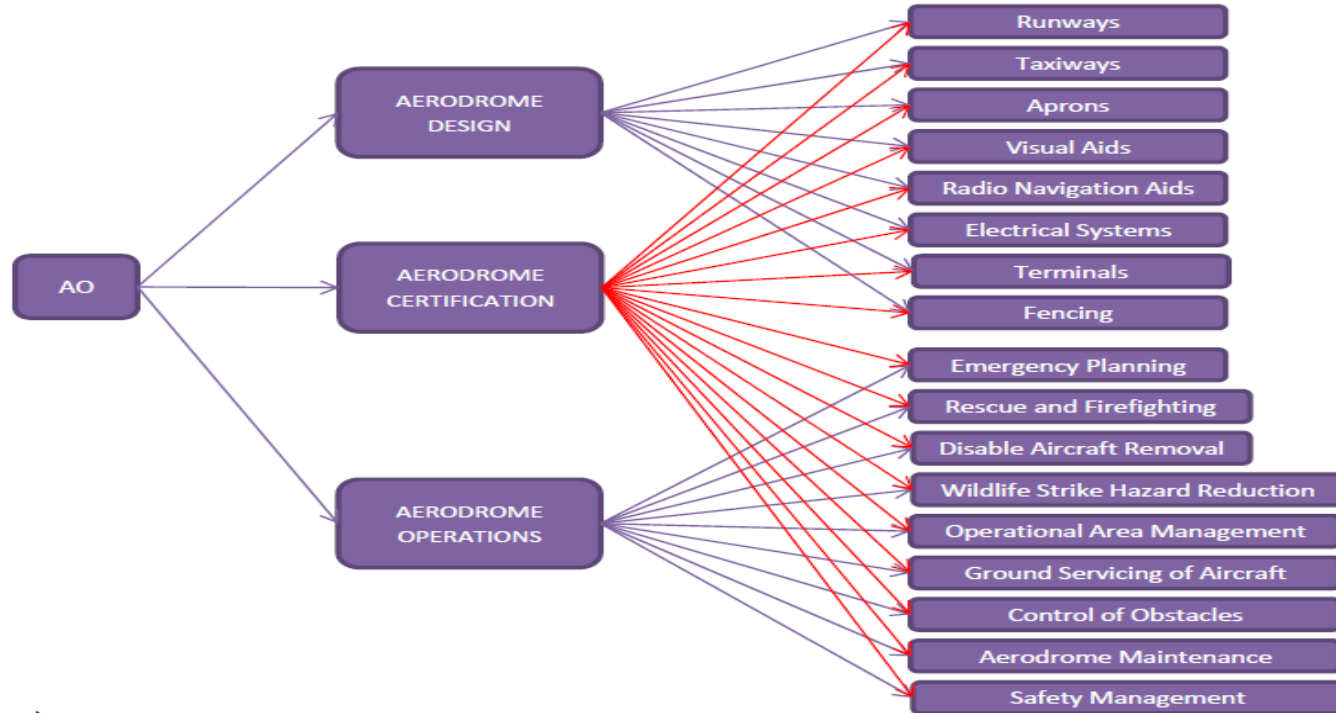 AO
AERODROME
DESIGN
AERODROME
CERTIFICATION
AERODROME
OPERATIONS
Runways
Taxiways
Aprons
Visual Aids
Radio Navigation Aids
Electrical Systems
Terminals
Fencing
Emergency Planning
Rescue and Firefighting
Disable Aircraft Removal
Wildlife Strike Hazard Reduction
Operational Area Management
Ground Servicing of Aircraft
Control of Obstacles
Aerodrome Maintenance
Safety Management